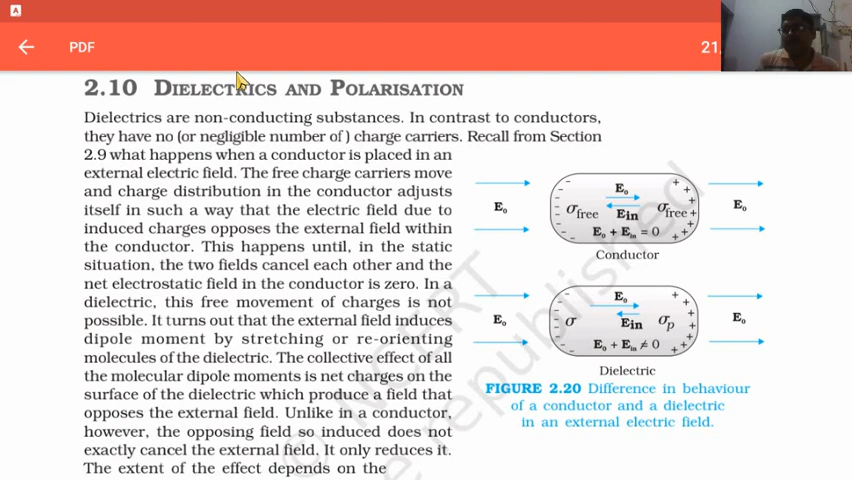 A
PDF
21.
2.10 DIELECTRICS AND POLARISATION
Dielectrics are non-conducting substances. In contrast to conductors,
they have no (or negligible number of ) charge carriers. Recall from Section
2.9 what happens when a conductor is placed in an
external electric field. The free charge carriers move
and charge distribution in the conductor adjusts
itself in such a way that the electric field due to
induced charges opposes the external field within
the conductor. This happens until, in the static
situation, the two fields cancel each other and the
net electrostatic field in the conductor is zero. In a
dielectric, this free movement of charges is not
possible. It turns out that the external field induces
dipole moment by stretching or re-orienting
molecules of the dielectric. The collective effect of all
the molecular dipole moments is net charges on the
surface of the dielectric which produce a field that
opposes the external field. Unlike in a conductor,
however, the opposing field so induced does not
exactly cancel the external field. It only reduces it.
The extent of the effect depends on the
E₀
E₀
E₀
σfree Ein σfree +
E₀ + Eᵢₙ = 0
Conductor
E₀
E₀
E₀
σ Ein σp
E₀ + Eᵢₙ ≠ 0
Dielectric
FIGURE 2.20 Difference in behaviour
of a conductor and a dielectric
in an external electric field.
© NCERT
republished